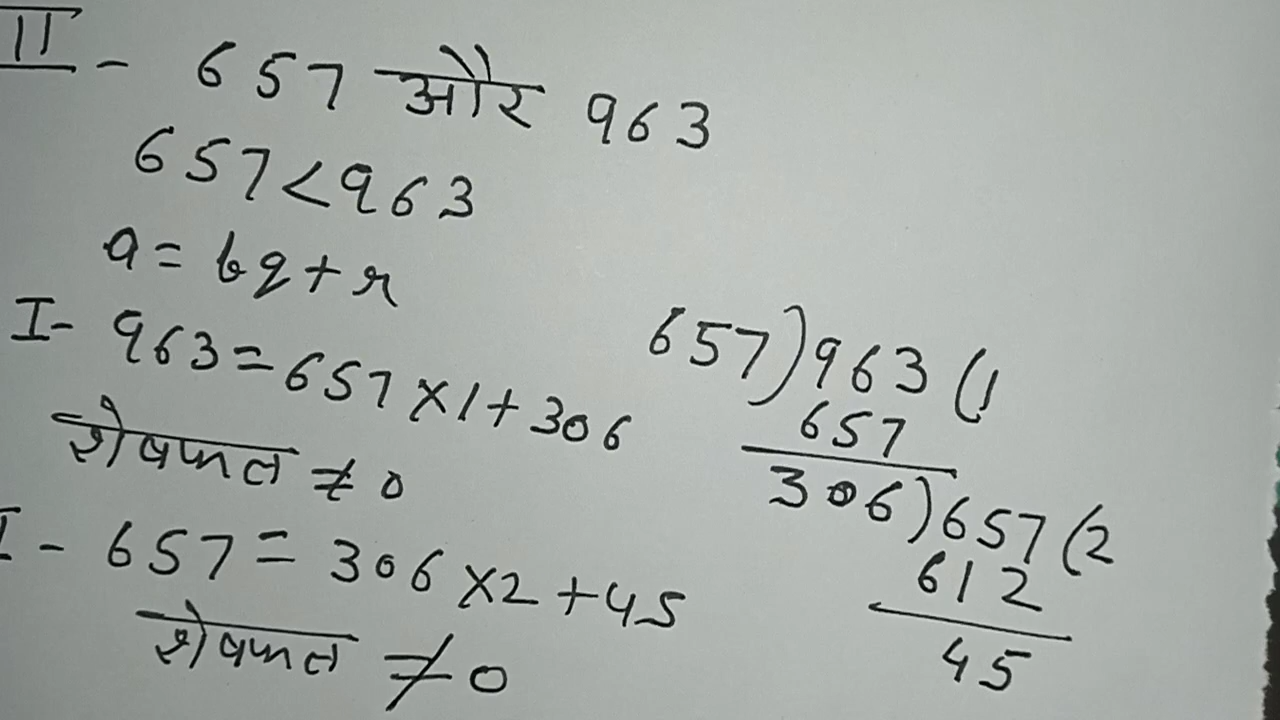 II - 657 और 963
657 < 963
a = bq + r
I - 963 = 657 × 1 + 306
शेषफल ≠ 0
I - 657 = 306 × 2 + 45
शेषफल ≠ 0
657 ) 963 ( 1
657
306 ) 657 ( 2
612
45